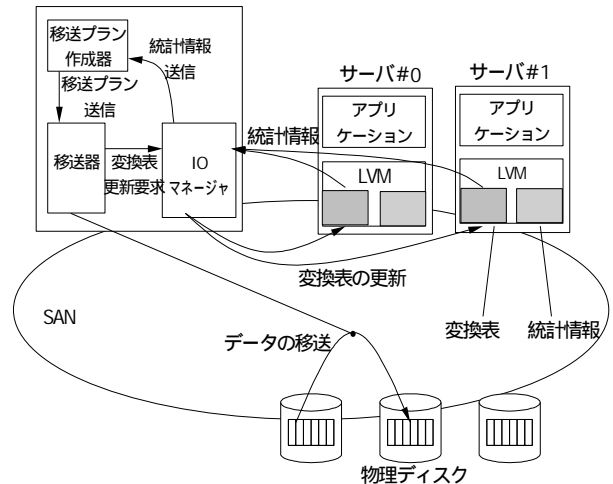 移送プラン
作成器
統計情報
送信
移送プラン
送信
移送器
変換表
更新要求
IO
マネージャ
サーバ#0
アプリ
ケーション
LVM
サーバ#1
アプリ
ケーション
LVM
統計情報
変換表の更新
SAN
データの移送
変換表
統計情報
物理ディスク